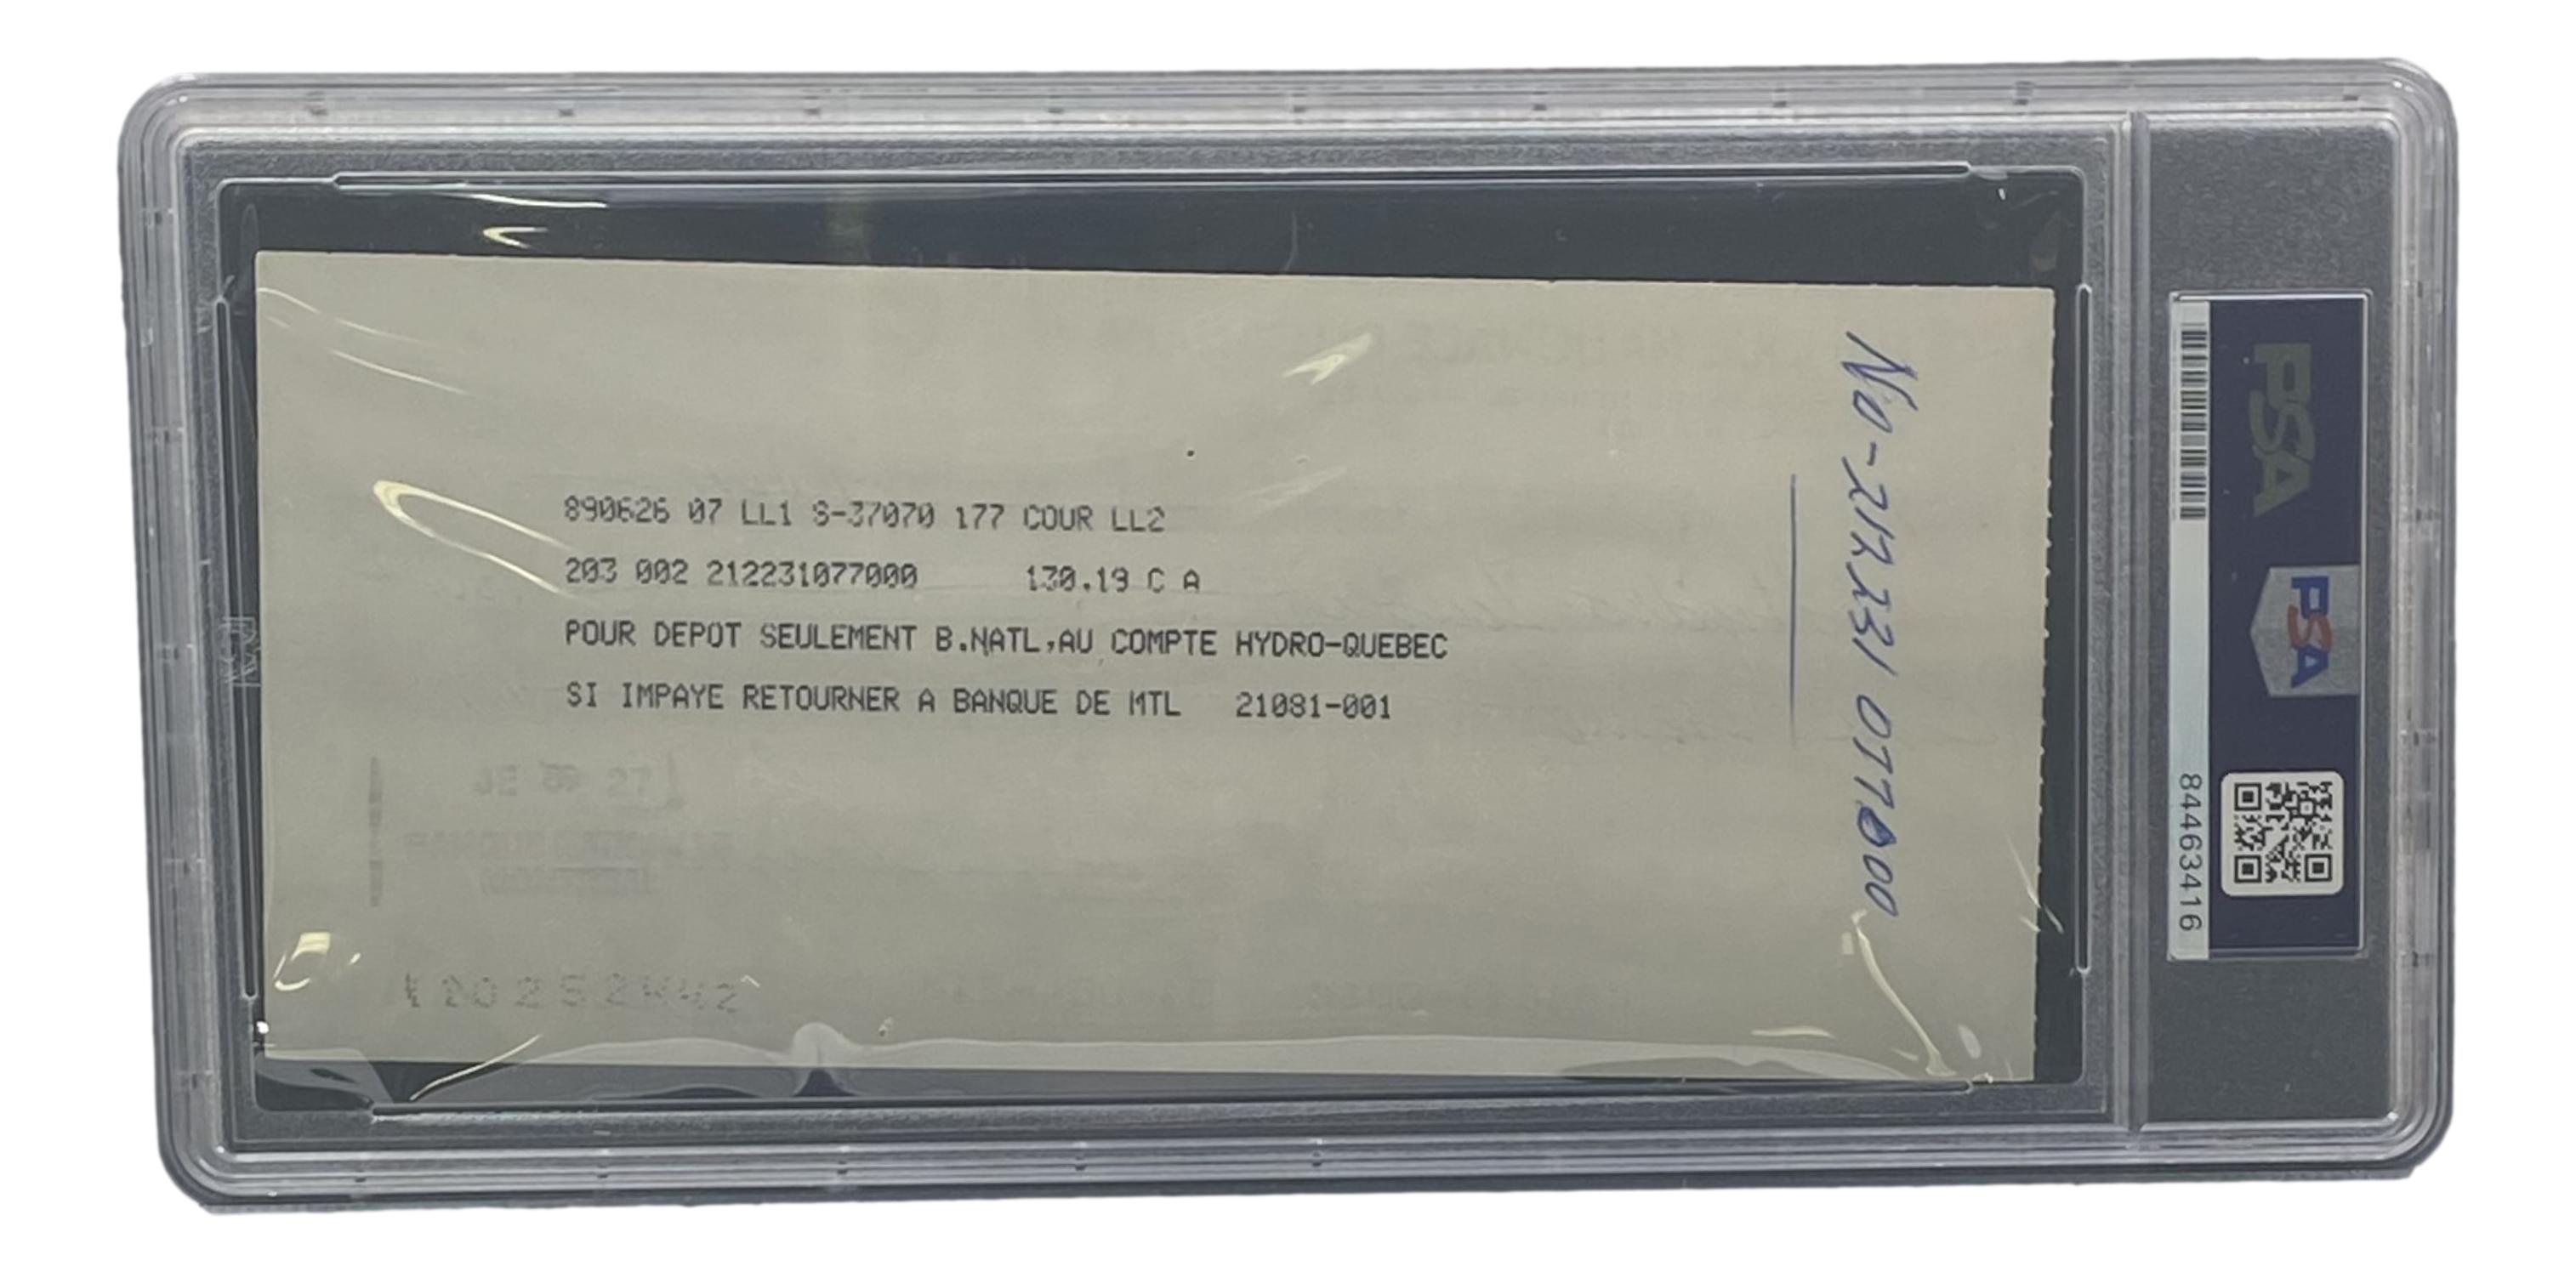 890626 07 LL1 S-37070 177 COUR LL2
203 002 212231077000 130.19 C A
POUR DEPOT SEULEMENT B.NATL,AU COMPTE HYDRO-QUEBEC
SI IMPAYE RETOURNER A BANQUE DE MTL 21081-001
No-212231 077000
PSA
PSA
84463416